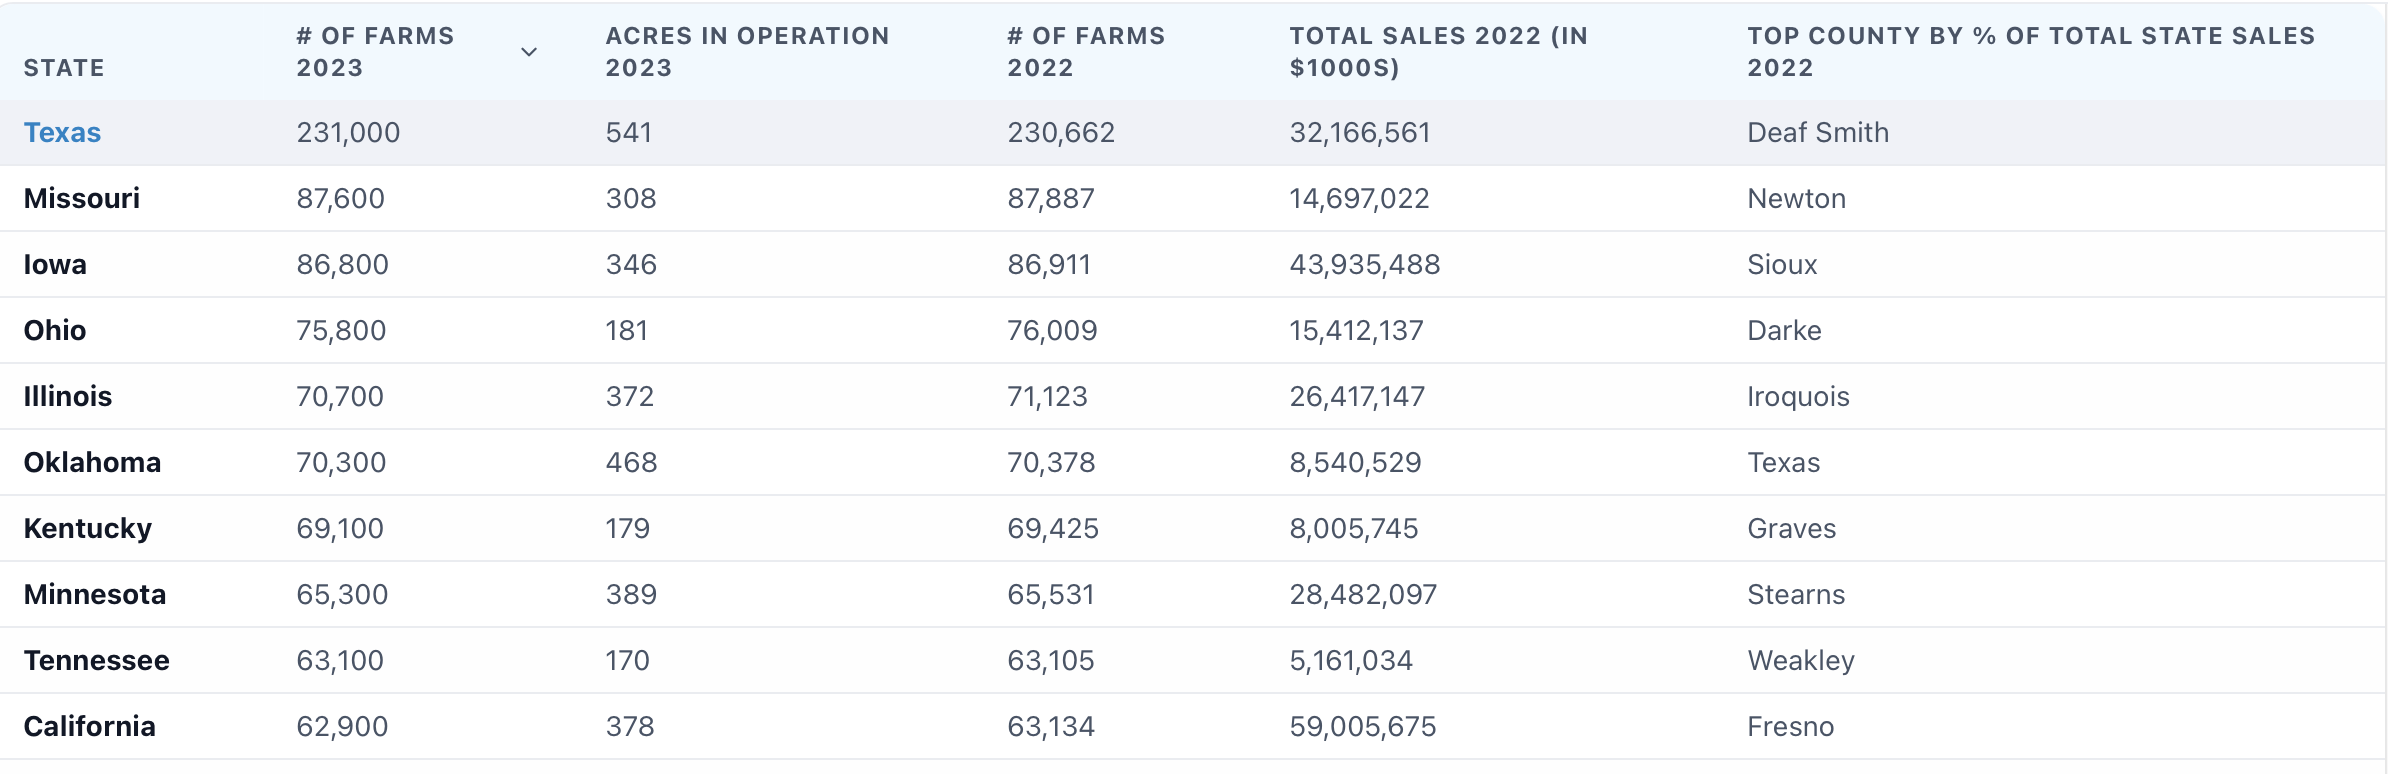 STATE # OF FARMS 2023 ACRES IN OPERATION 2023 # OF FARMS 2022 TOTAL SALES 2022 (IN $1000S) TOP COUNTY BY % OF TOTAL STATE SALES 2022
Texas 231,000 541 230,662 32,166,561 Deaf Smith
Missouri 87,600 308 87,887 14,697,022 Newton
Iowa 86,800 346 86,911 43,935,488 Sioux
Ohio 75,800 181 76,009 15,412,137 Darke
Illinois 70,700 372 71,123 26,417,147 Iroquois
Oklahoma 70,300 468 70,378 8,540,529 Texas
Kentucky 69,100 179 69,425 8,005,745 Graves
Minnesota 65,300 389 65,531 28,482,097 Stearns
Tennessee 63,100 170 63,105 5,161,034 Weakley
California 62,900 378 63,134 59,005,675 Fresno